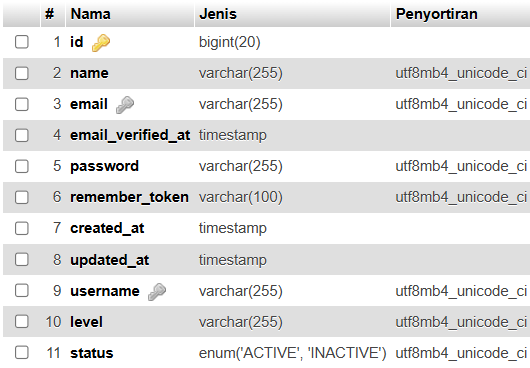 # Nama Jenis Penyortiran
1 id bigint(20)
2 name varchar(255) utf8mb4_unicode_ci
3 email varchar(255) utf8mb4_unicode_ci
4 email_verified_at timestamp
5 password varchar(255) utf8mb4_unicode_ci
6 remember_token varchar(100) utf8mb4_unicode_ci
7 created_at timestamp
8 updated_at timestamp
9 username varchar(255) utf8mb4_unicode_ci
10 level varchar(255) utf8mb4_unicode_ci
11 status enum('ACTIVE', 'INACTIVE') utf8mb4_unicode_ci